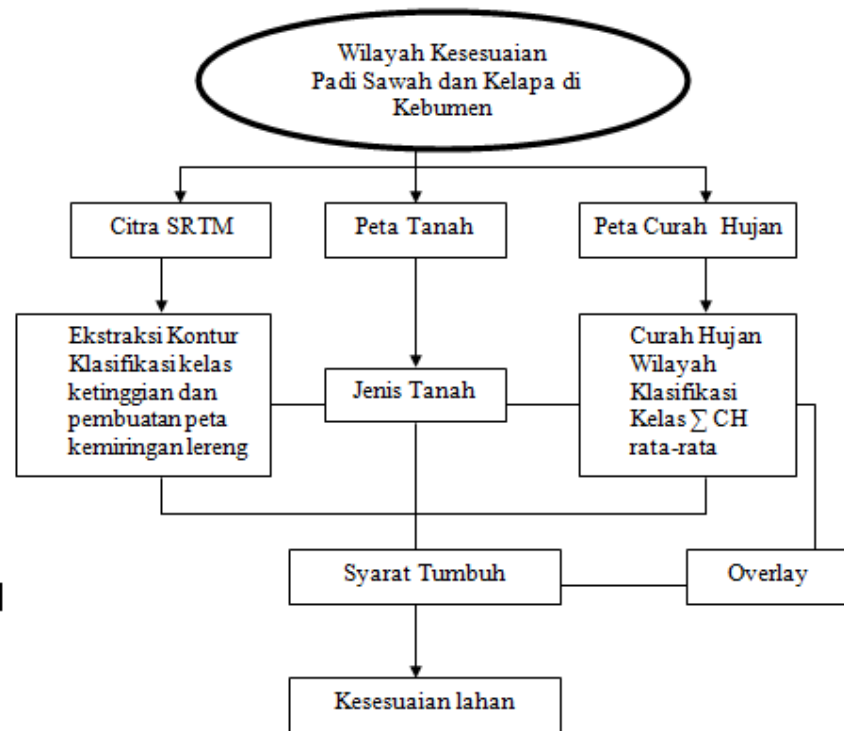 Wilayah Kesesuaian
Padi Sawah dan Kelapa di
Kebumen
Citra SRTM
Peta Tanah
Peta Curah Hujan
Ekstraksi Kontur
Klasifikasi kelas
ketinggian dan
pembuatan peta
kemiringan lereng
Jenis Tanah
Curah Hujan
Wilayah
Klasifikasi
Kelas ∑ CH
rata-rata
Syarat Tumbuh
Overlay
Kesesuaian lahan